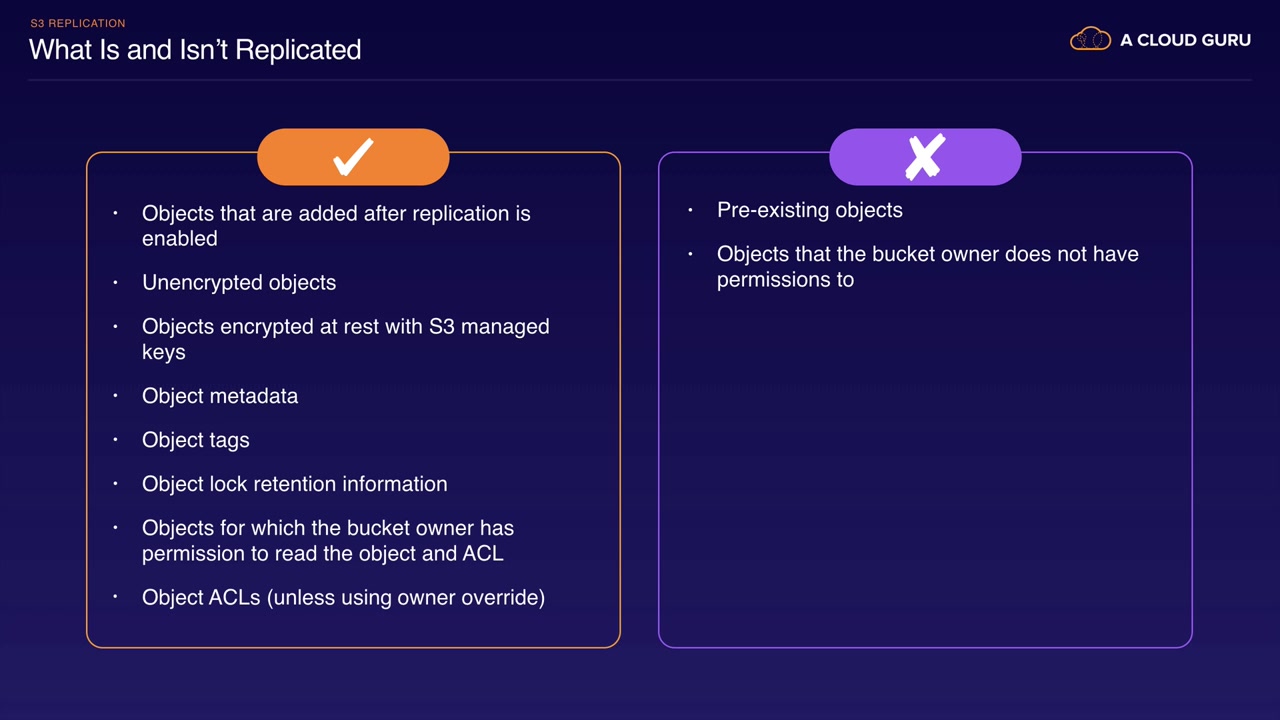 S3 REPLICATION
What Is and Isn't Replicated
A CLOUD GURU
• Objects that are added after replication is
enabled
• Unencrypted objects
• Objects encrypted at rest with S3 managed
keys
• Object metadata
• Object tags
• Object lock retention information
• Objects for which the bucket owner has
permission to read the object and ACL
• Object ACLs (unless using owner override)
• Pre-existing objects
• Objects that the bucket owner does not have
permissions to